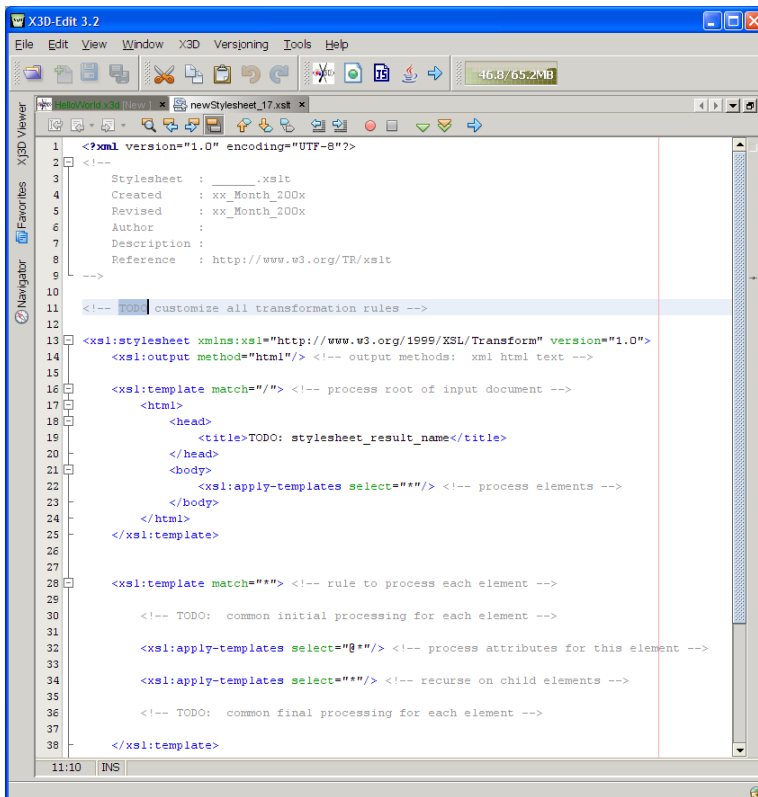 X3D-Edit 3.2
File Edit View Window X3D Versioning Tools Help
46.8/65.2MB
HelloWorld.x3d [New ] newStylesheet_17.xslt
Xj3D Viewer
Favorites
Navigator
1 <?xml version="1.0" encoding="UTF-8"?>
2 <!--
3 Stylesheet : ______.xslt
4 Created : xx_Month_200x
5 Revised : xx_Month_200x
6 Author :
7 Description :
8 Reference : http://www.w3.org/TR/xslt
9 -->
10
11 <!-- TODO customize all transformation rules -->
12
13 <xsl:stylesheet xmlns:xsl="http://www.w3.org/1999/XSL/Transform" version="1.0">
14 <xsl:output method="html"/> <!-- output methods: xml html text -->
15
16 <xsl:template match="/"> <!-- process root of input document -->
17 <html>
18 <head>
19 <title>TODO: stylesheet_result_name</title>
20 </head>
21 <body>
22 <xsl:apply-templates select="*"/> <!-- process elements -->
23 </body>
24 </html>
25 </xsl:template>
26
27
28 <xsl:template match="*"> <!-- rule to process each element -->
29
30 <!-- TODO: common initial processing for each element -->
31
32 <xsl:apply-templates select="@*"/> <!-- process attributes for this element -->
33
34 <xsl:apply-templates select="*"/> <!-- recurse on child elements -->
35
36 <!-- TODO: common final processing for each element -->
37
38 </xsl:template>
11:10 INS